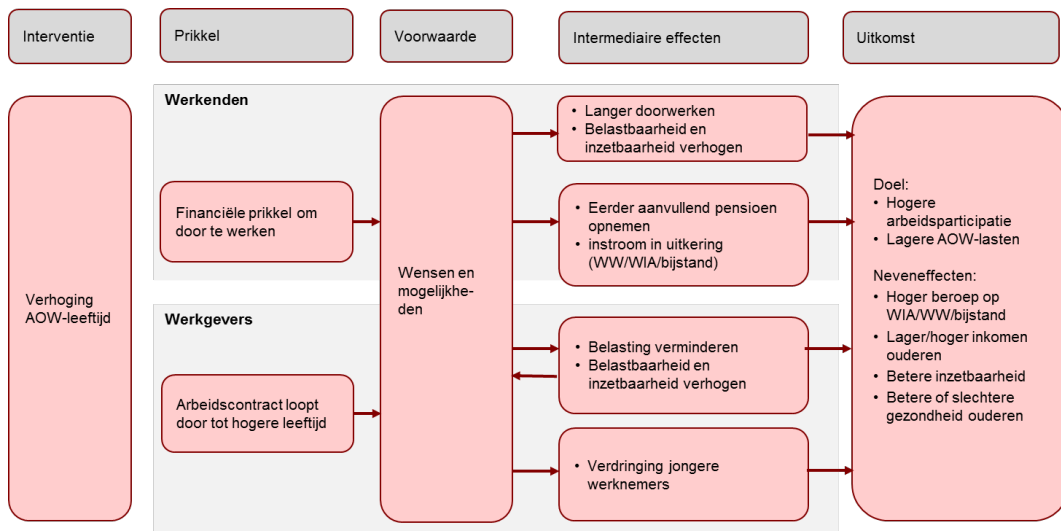 Interventie
Prikkel
Voorwaarde
Intermediaire effecten
Uitkomst
Verhoging
AOW-leeftijd
Werkenden
Financiële prikkel om
door te werken
Werkgevers
Arbeidscontract loopt
door tot hogere leeftijd
Wensen en
mogelijkhe-
den
• Langer doorwerken
• Belastbaarheid en
inzetbaarheid verhogen
• Eerder aanvullend pensioen
opnemen
• instroom in uitkering
(WW/WIA/bijstand)
• Belasting verminderen
• Belastbaarheid en
inzetbaarheid verhogen
• Verdringing jongere
werknemers
Doel:
• Hogere
arbeidsparticipatie
• Lagere AOW-lasten
Neveneffecten:
• Hoger beroep op
WIA/WW/bijstand
• Lager/hoger inkomen
ouderen
• Betere inzetbaarheid
• Betere of slechtere
gezondheid ouderen